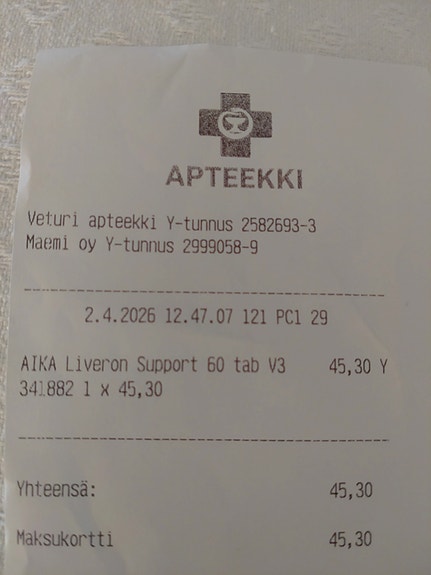 APTEEKKI
Veturi apteekki Y-tunnus 2582693-3
Maemi oy Y-tunnus 2999058-9
2.4.2026 12.47.07 121 PC1 29
AIKA Liveron Support 60 tab V3 45,30 Y
341882 1 x 45,30
Yhteensä: 45,30
Maksukortti 45,30